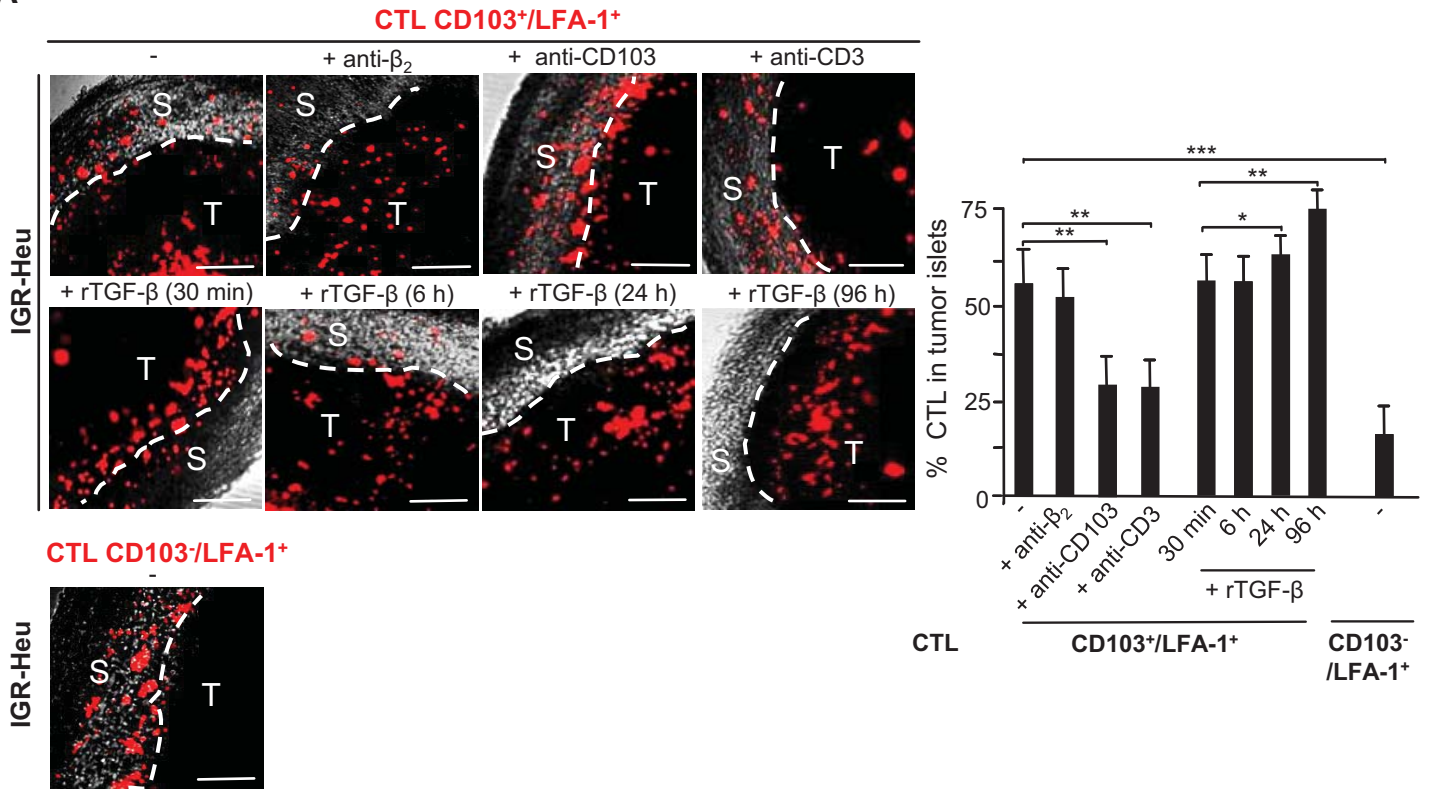 CTL CD103⁺/LFA-1⁺
-
+ anti-β₂
+ anti-CD103
+ anti-CD3
IGR-Heu
S
T
S
T
S
T
S
T
+ rTGF-β (30 min)
+ rTGF-β (6 h)
+ rTGF-β (24 h)
+ rTGF-β (96 h)
T
S
S
T
S
T
S
T
CTL CD103⁻/LFA-1⁺
-
IGR-Heu
S
T
***
**
**
**
*
% CTL in tumor islets
75
50
25
0
-
+ anti-β₂
+ anti-CD103
+ anti-CD3
30 min
6 h
24 h
96 h
-
+ rTGF-β
CTL
CD103⁺/LFA-1⁺
CD103⁻
/LFA-1⁺